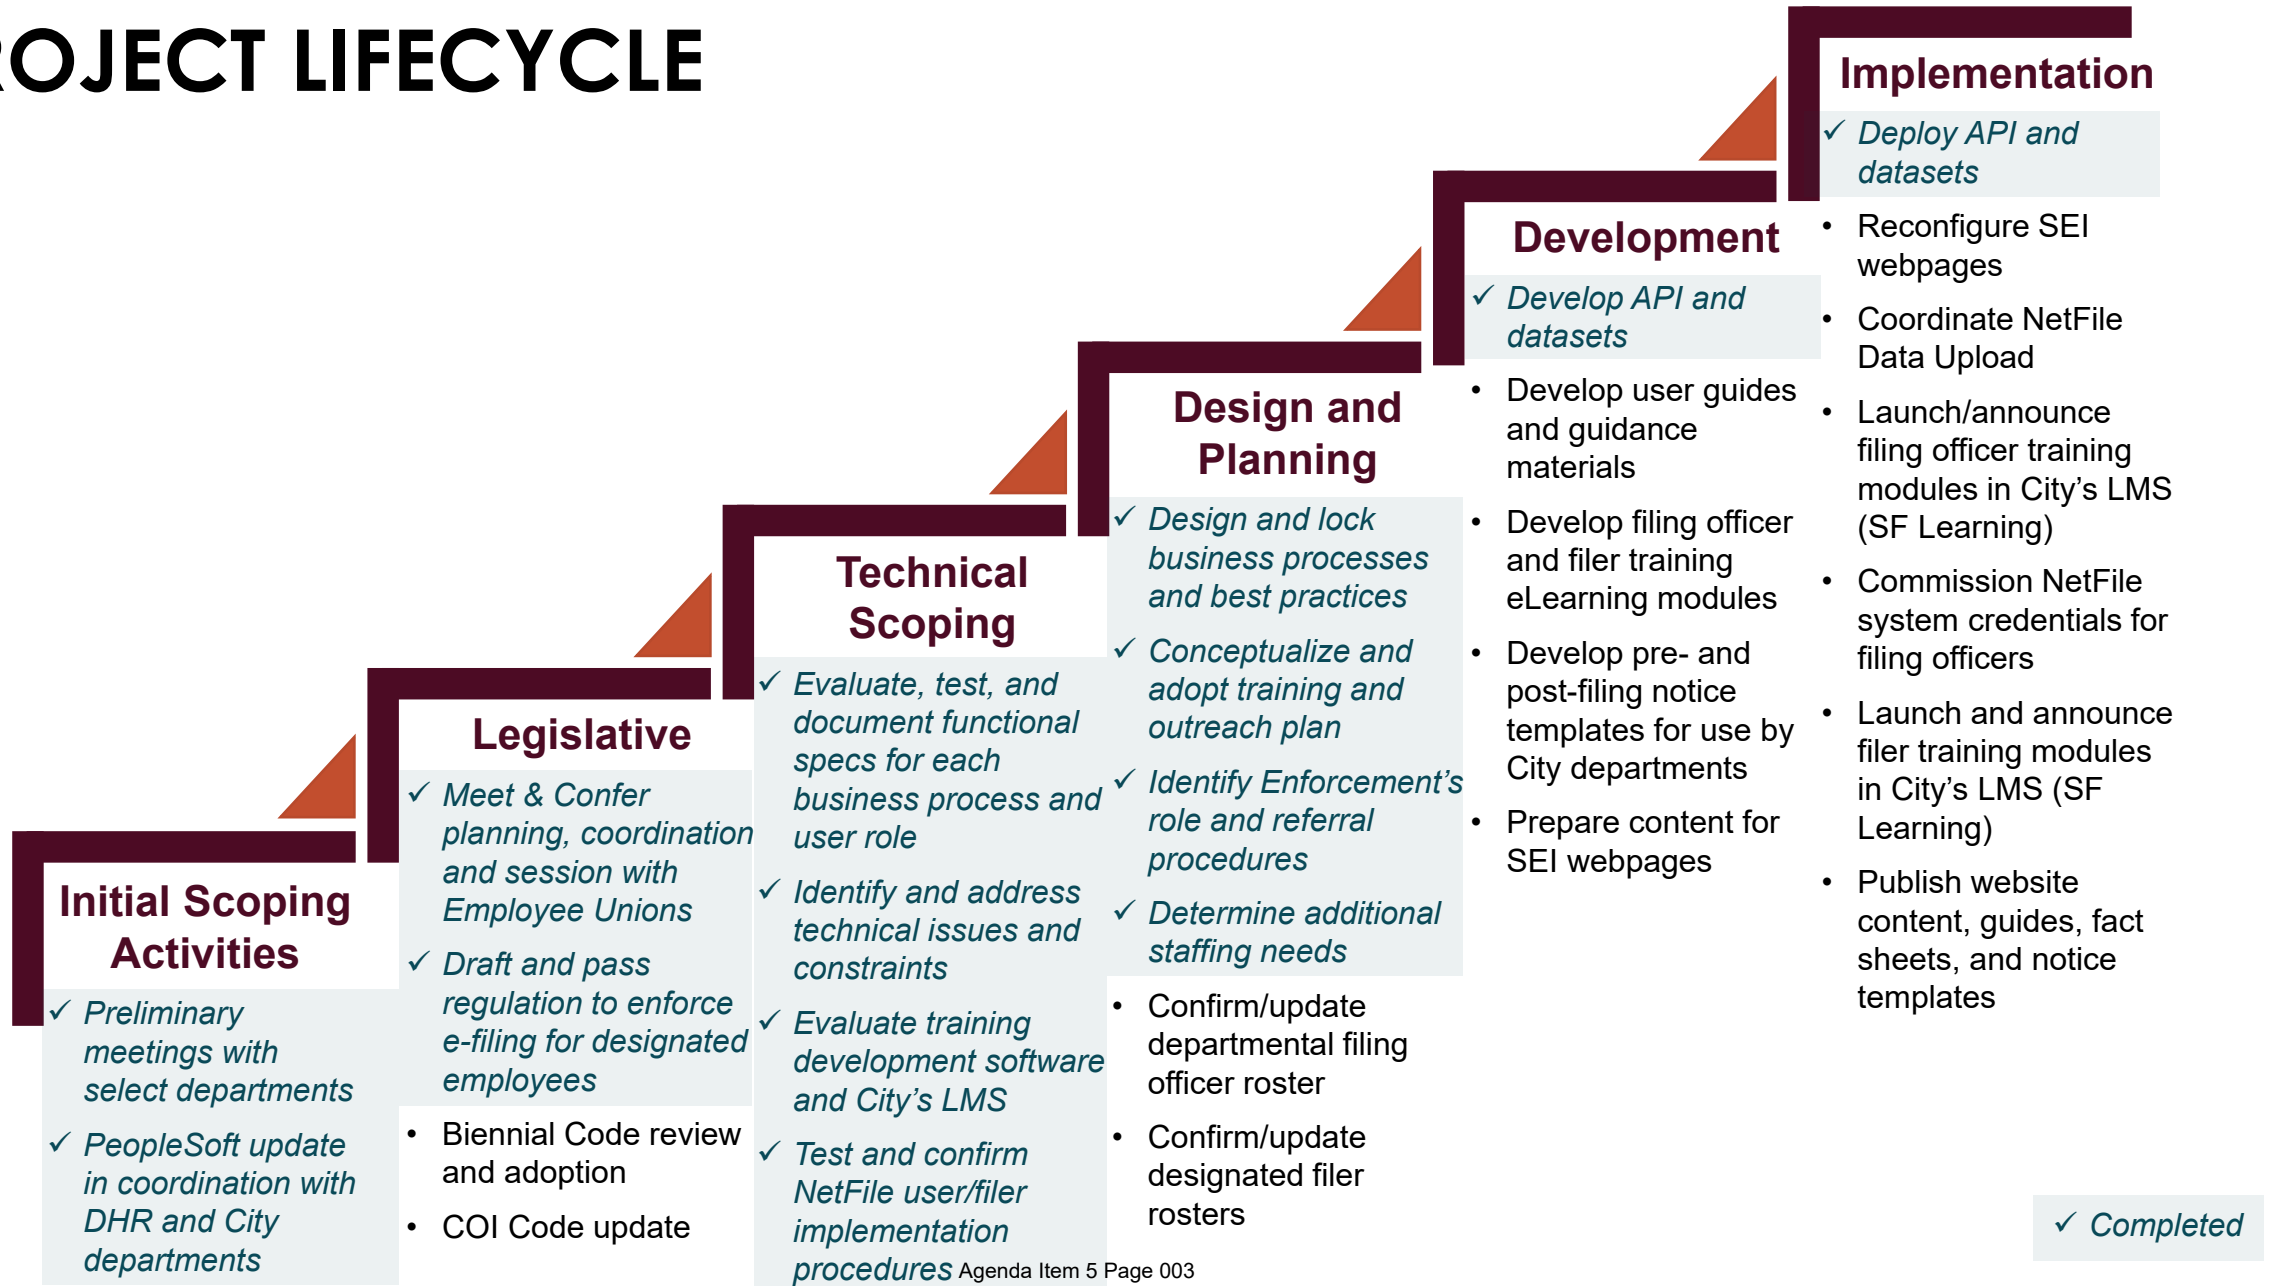 ROJECT LIFECYCLE
Initial Scoping
Activities
✓ Preliminary
meetings with
select departments
✓ PeopleSoft update
in coordination with
DHR and City
departments
Legislative
✓ Meet & Confer
planning, coordination
and session with
Employee Unions
✓ Draft and pass
regulation to enforce
e-filing for designated
employees
• Biennial Code review
and adoption
• COI Code update
Technical
Scoping
✓ Evaluate, test, and
document functional
specs for each
business process and
user role
✓ Identify and address
technical issues and
constraints
✓ Evaluate training
development software
and City’s LMS
✓ Test and confirm
NetFile user/filer
implementation
procedures
Design and
Planning
✓ Design and lock
business processes
and best practices
✓ Conceptualize and
adopt training and
outreach plan
✓ Identify Enforcement’s
role and referral
procedures
✓ Determine additional
staffing needs
• Confirm/update
departmental filing
officer roster
• Confirm/update
designated filer
rosters
Development
✓ Develop API and
datasets
• Develop user guides
and guidance
materials
• Develop filing officer
and filer training
eLearning modules
• Develop pre- and
post-filing notice
templates for use by
City departments
• Prepare content for
SEI webpages
Implementation
✓ Deploy API and
datasets
• Reconfigure SEI
webpages
• Coordinate NetFile
Data Upload
• Launch/announce
filing officer training
modules in City’s LMS
(SF Learning)
• Commission NetFile
system credentials for
filing officers
• Launch and announce
filer training modules
in City’s LMS (SF
Learning)
• Publish website
content, guides, fact
sheets, and notice
templates
✓ Completed
Agenda Item 5 Page 003